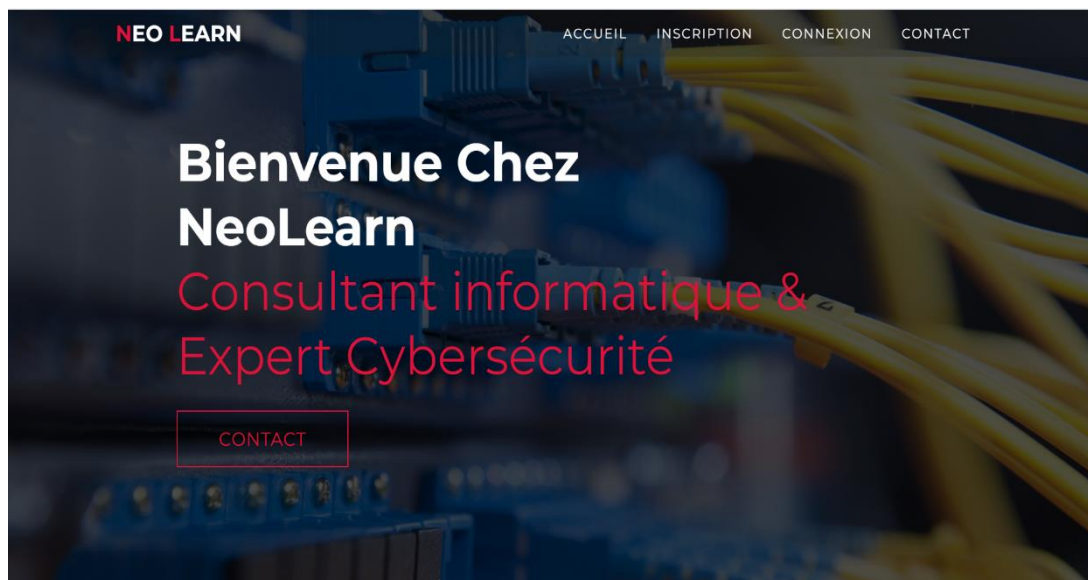 NEO LEARN
ACCUEIL INSCRIPTION CONNEXION CONTACT
Bienvenue Chez
NeoLearn
Consultant informatique &
Expert Cybersécurité
CONTACT